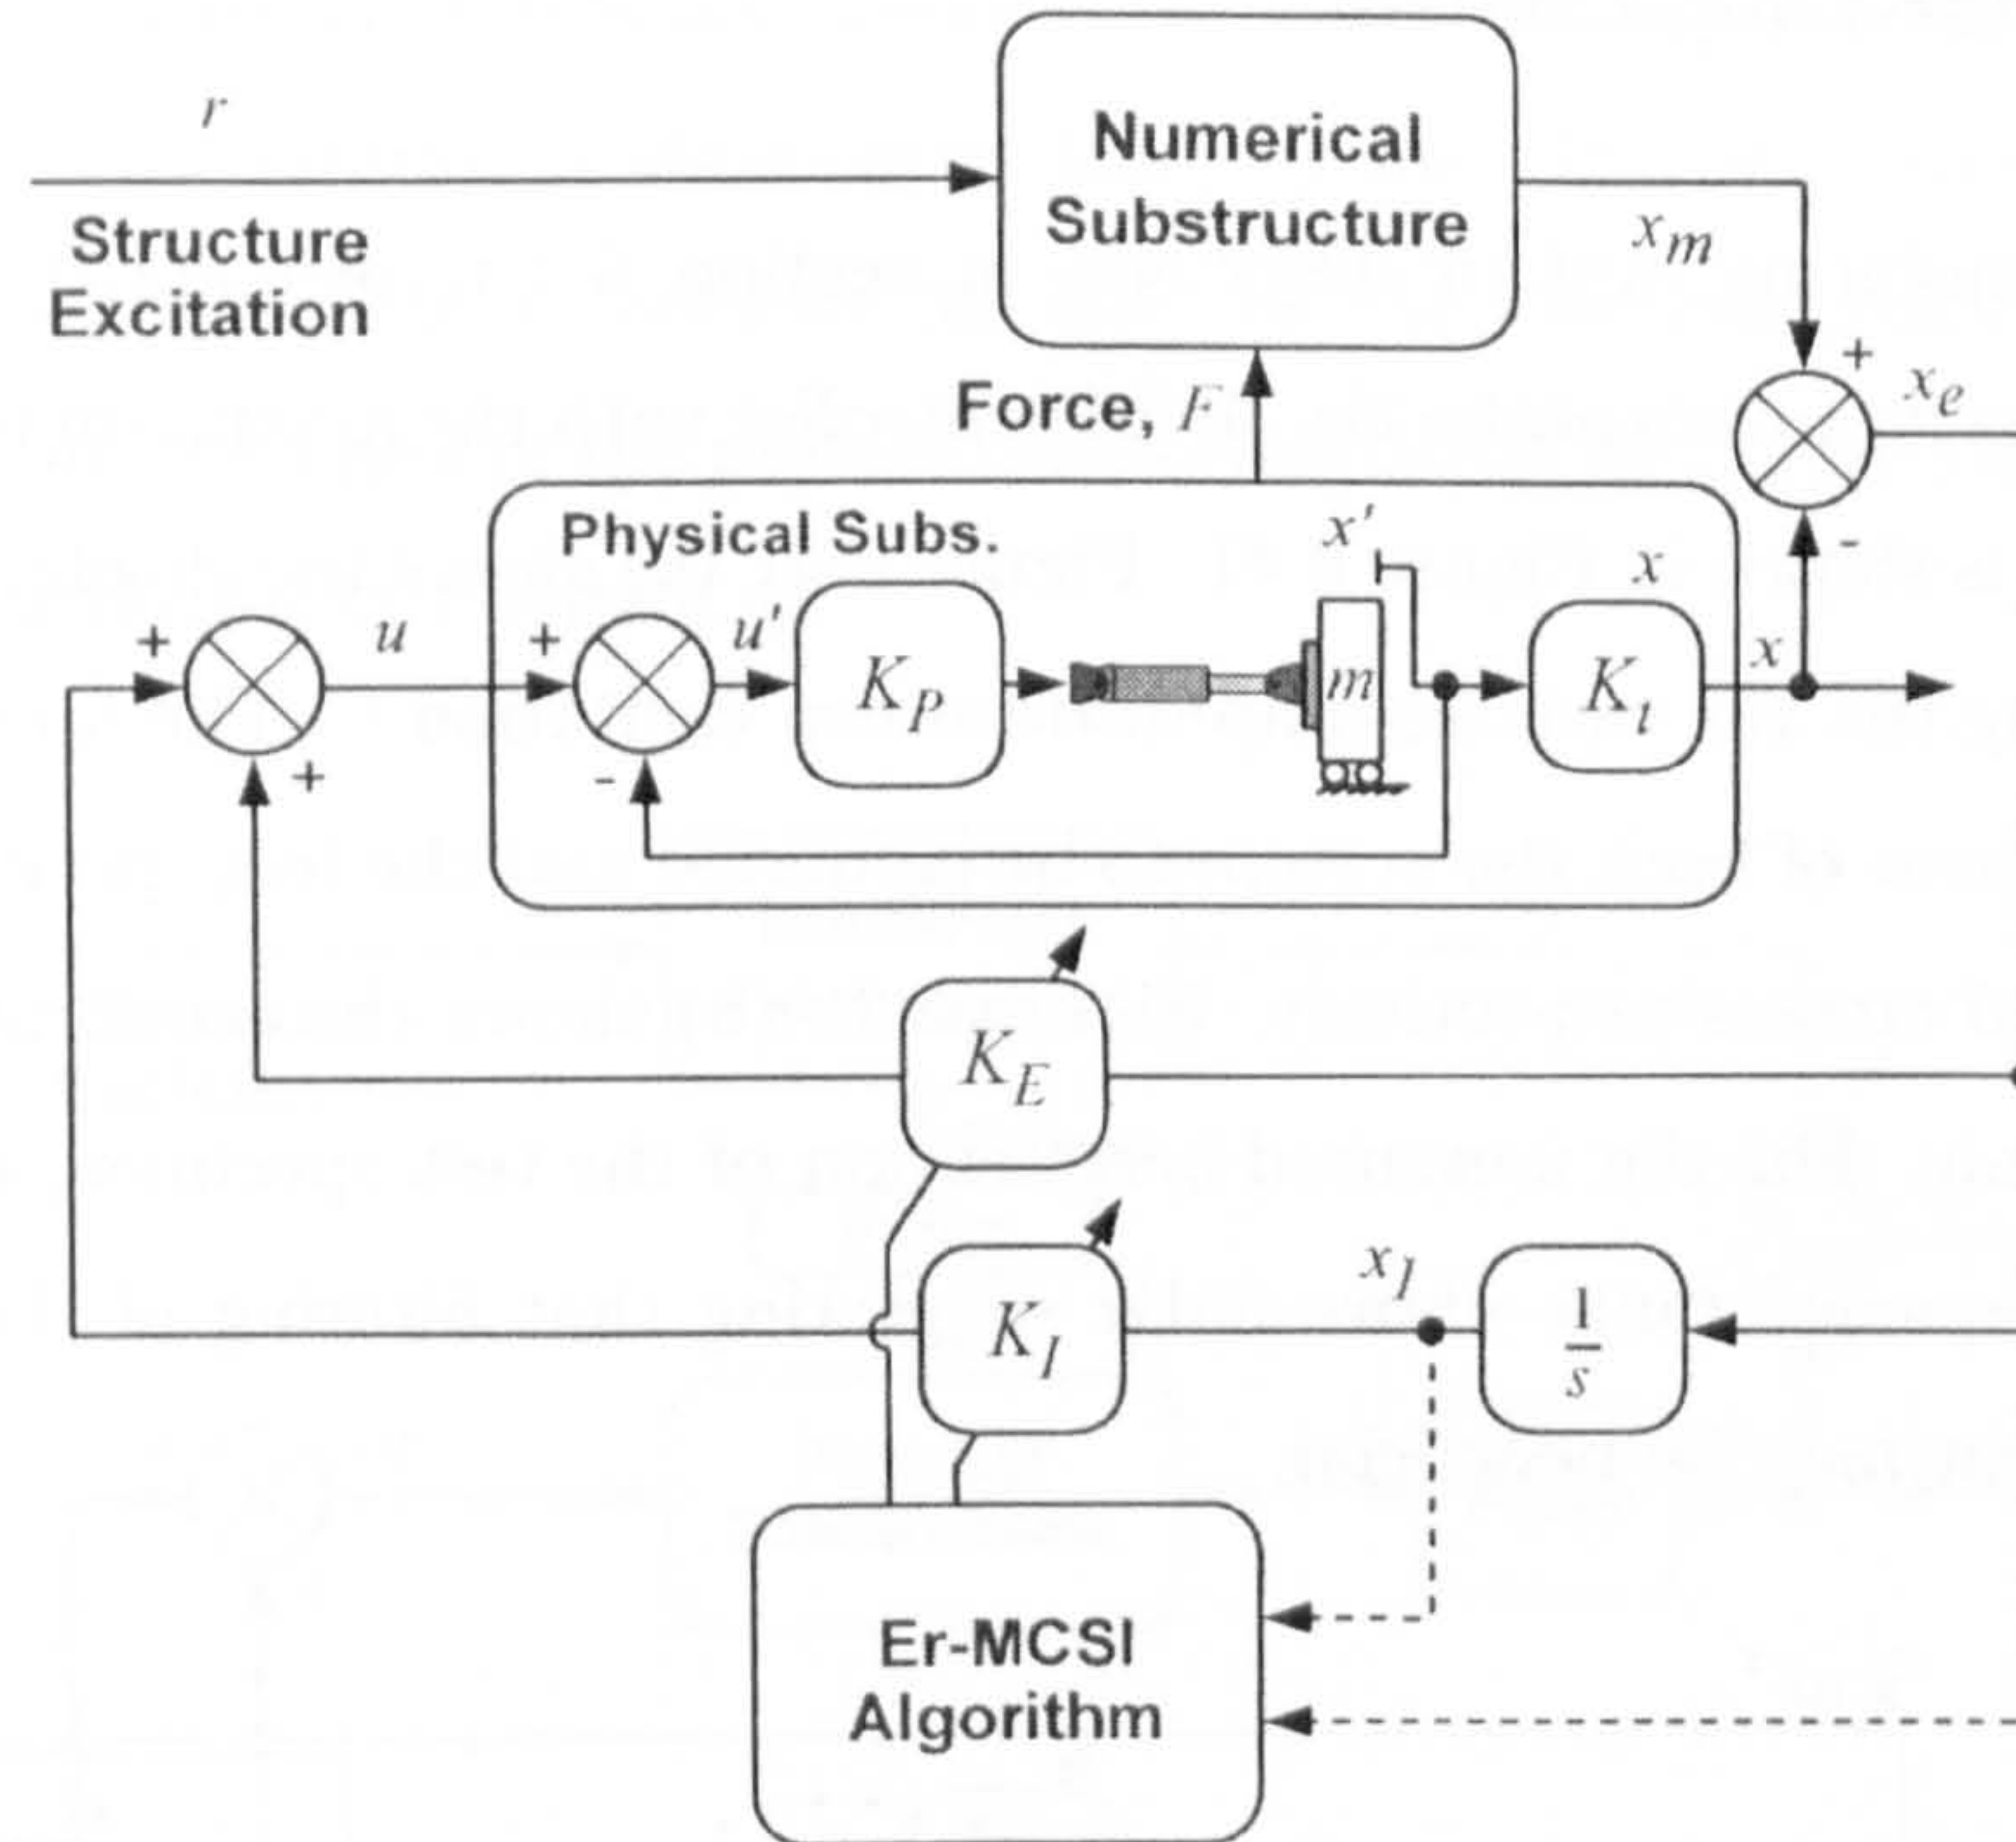 r
Structure
Excitation
Numerical
Substructure
x_m
+
x_e
Force, F
-
Physical Subs.
x'
x
+
u
+
u'
K_P
m
K_t
x
+
-
K_E
K_I
x_I
1
s
Er-MCSI
Algorithm